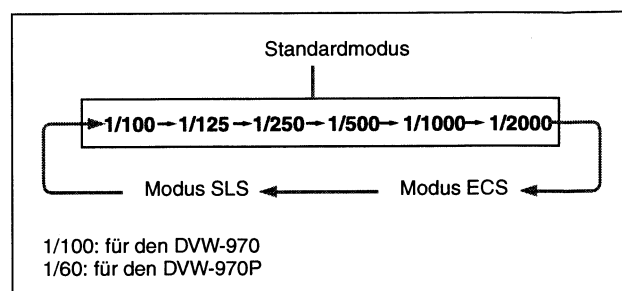 Standardmodus
1/100 → 1/125 → 1/250 → 1/500 → 1/1000 → 1/2000
Modus SLS ← Modus ECS
1/100: für den DVW-970
1/60: für den DVW-970P